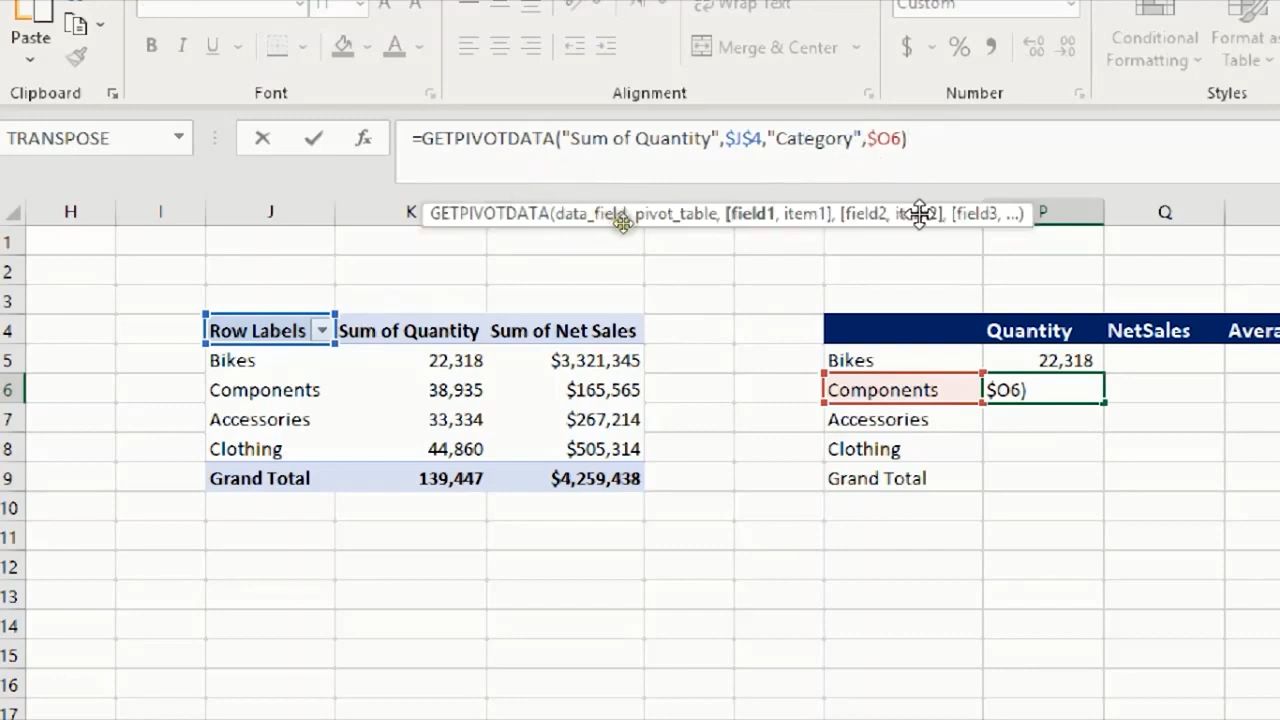 11
Wrap Text
Custom
Paste
B I U
A
Merge & Center
$ % 9
Conditional Formatting
Format as Table
Clipboard
Font
Alignment
Number
Styles
TRANSPOSE
fx
=GETPIVOTDATA("Sum of Quantity",$J$4,"Category",$O6)
H I J K P Q
GETPIVOTDATA(data_field, pivot_table, [field1, item1], [field2, item2], [field3, ...)
1
2
3
4 Row Labels Sum of Quantity Sum of Net Sales Quantity NetSales Avera
5 Bikes 22,318 $3,321,345 Bikes 22,318
6 Components 38,935 $165,565 Components $O6)
7 Accessories 33,334 $267,214 Accessories
8 Clothing 44,860 $505,314 Clothing
9 Grand Total 139,447 $4,259,438 Grand Total
10
11
12
13
14
15
16
17